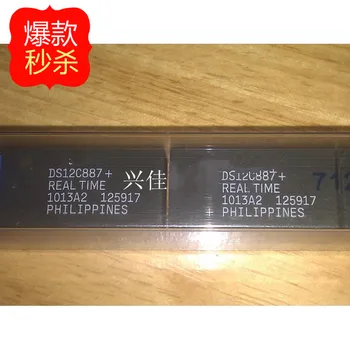 爆款
秒杀
DS12C887+
REAL TIME
1013A2 125917
PHILIPPINES
兴佳
DS12C887+
REAL TIME
1013A2 125917
PHILIPPINES